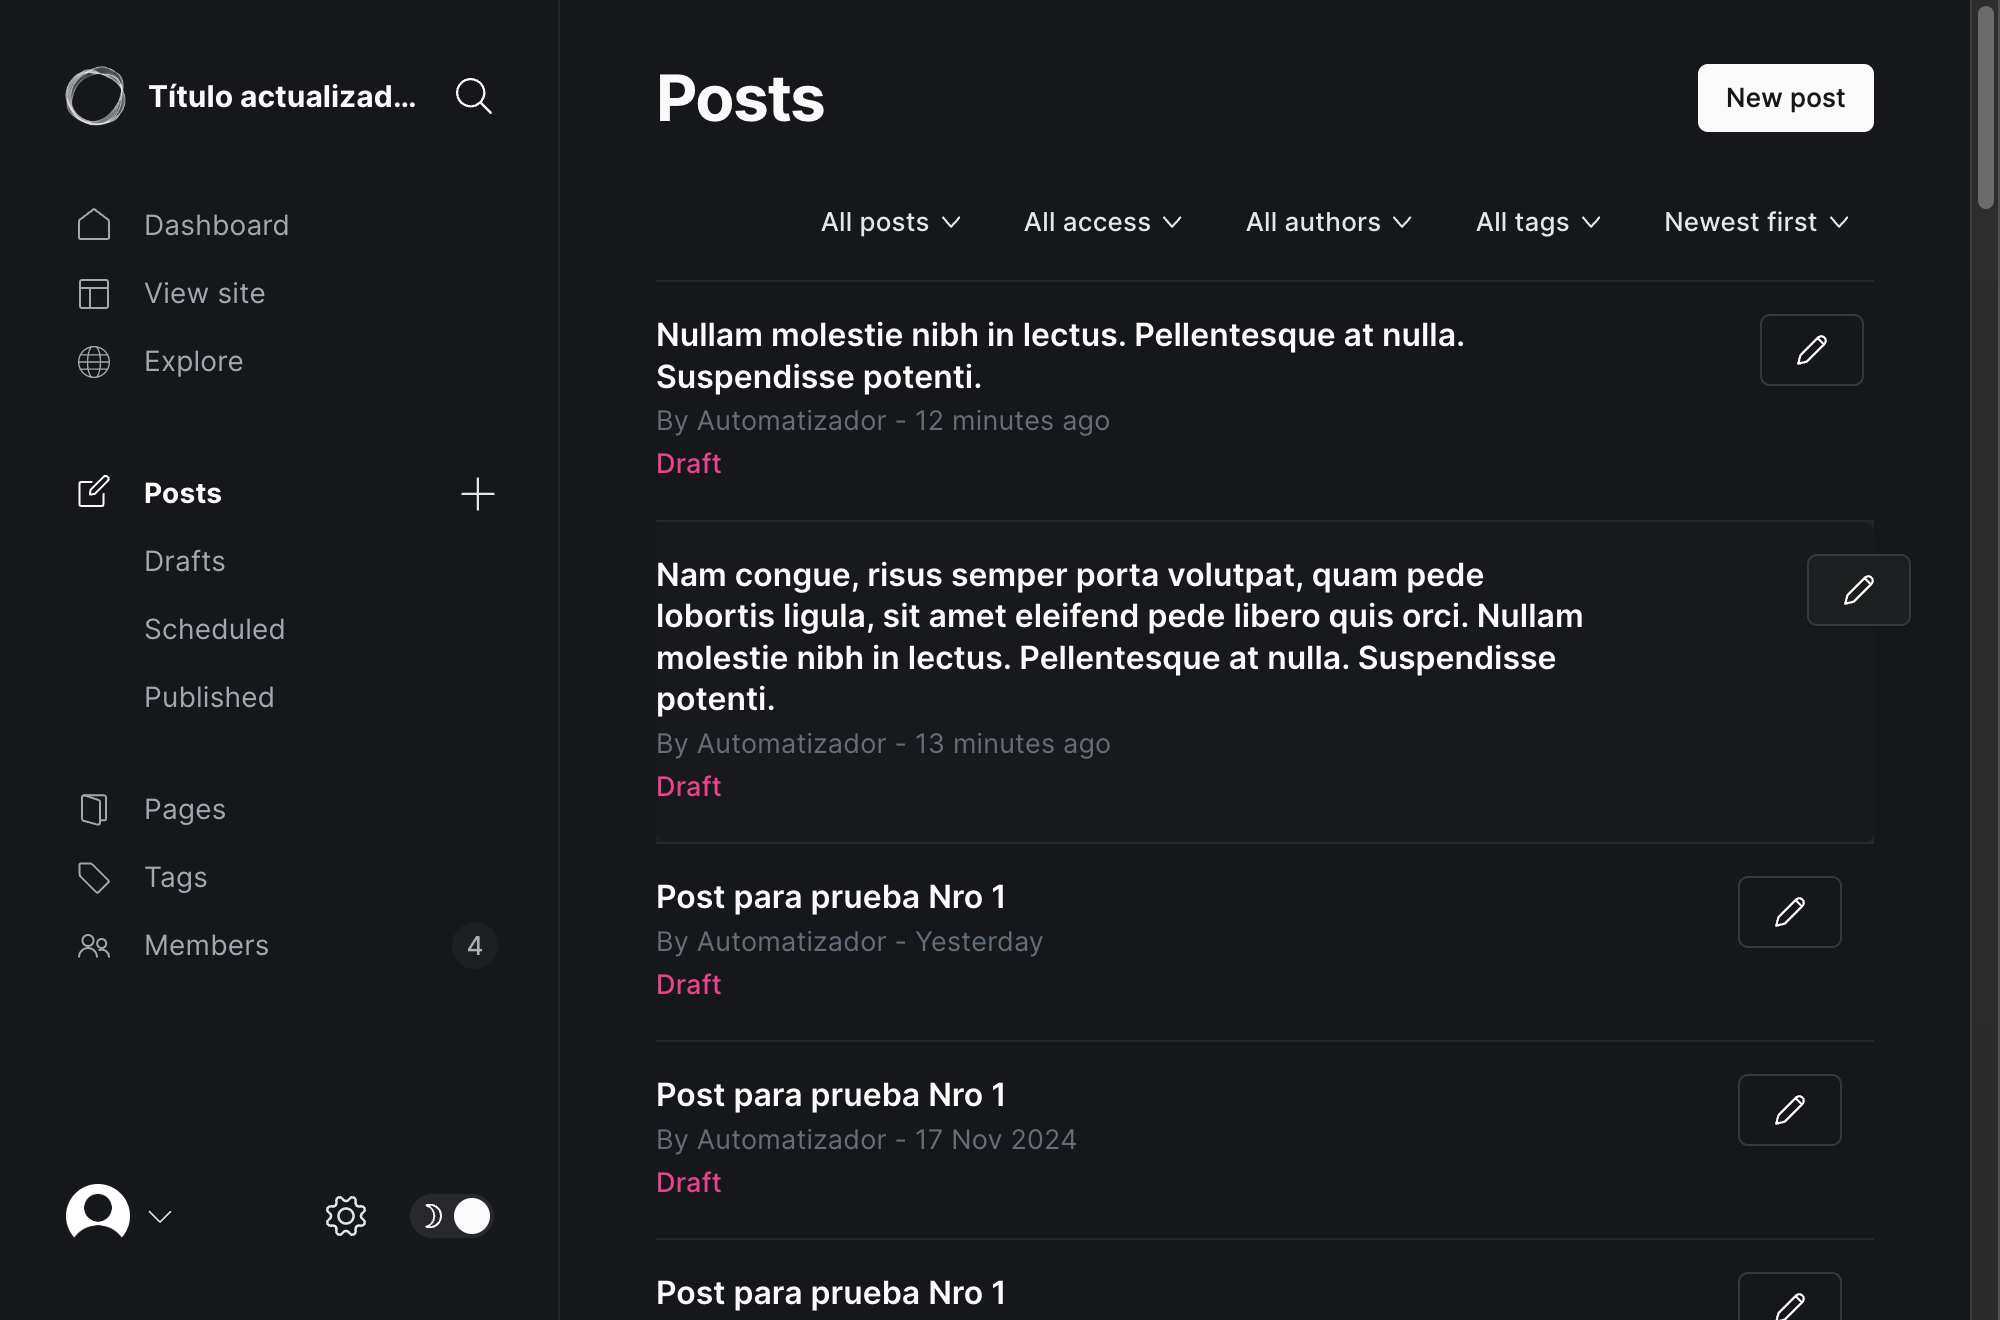 Título actualizad...
Dashboard
View site
Explore
Posts
Drafts
Scheduled
Published
Pages
Tags
Members
4
Posts
New post
All posts
All access
All authors
All tags
Newest first
Nullam molestie nibh in lectus. Pellentesque at nulla.
Suspendisse potenti.
By Automatizador - 12 minutes ago
Draft
Nam congue, risus semper porta volutpat, quam pede
lobortis ligula, sit amet eleifend pede libero quis orci. Nullam
molestie nibh in lectus. Pellentesque at nulla. Suspendisse
potenti.
By Automatizador - 13 minutes ago
Draft
Post para prueba Nro 1
By Automatizador - Yesterday
Draft
Post para prueba Nro 1
By Automatizador - 17 Nov 2024
Draft
Post para prueba Nro 1